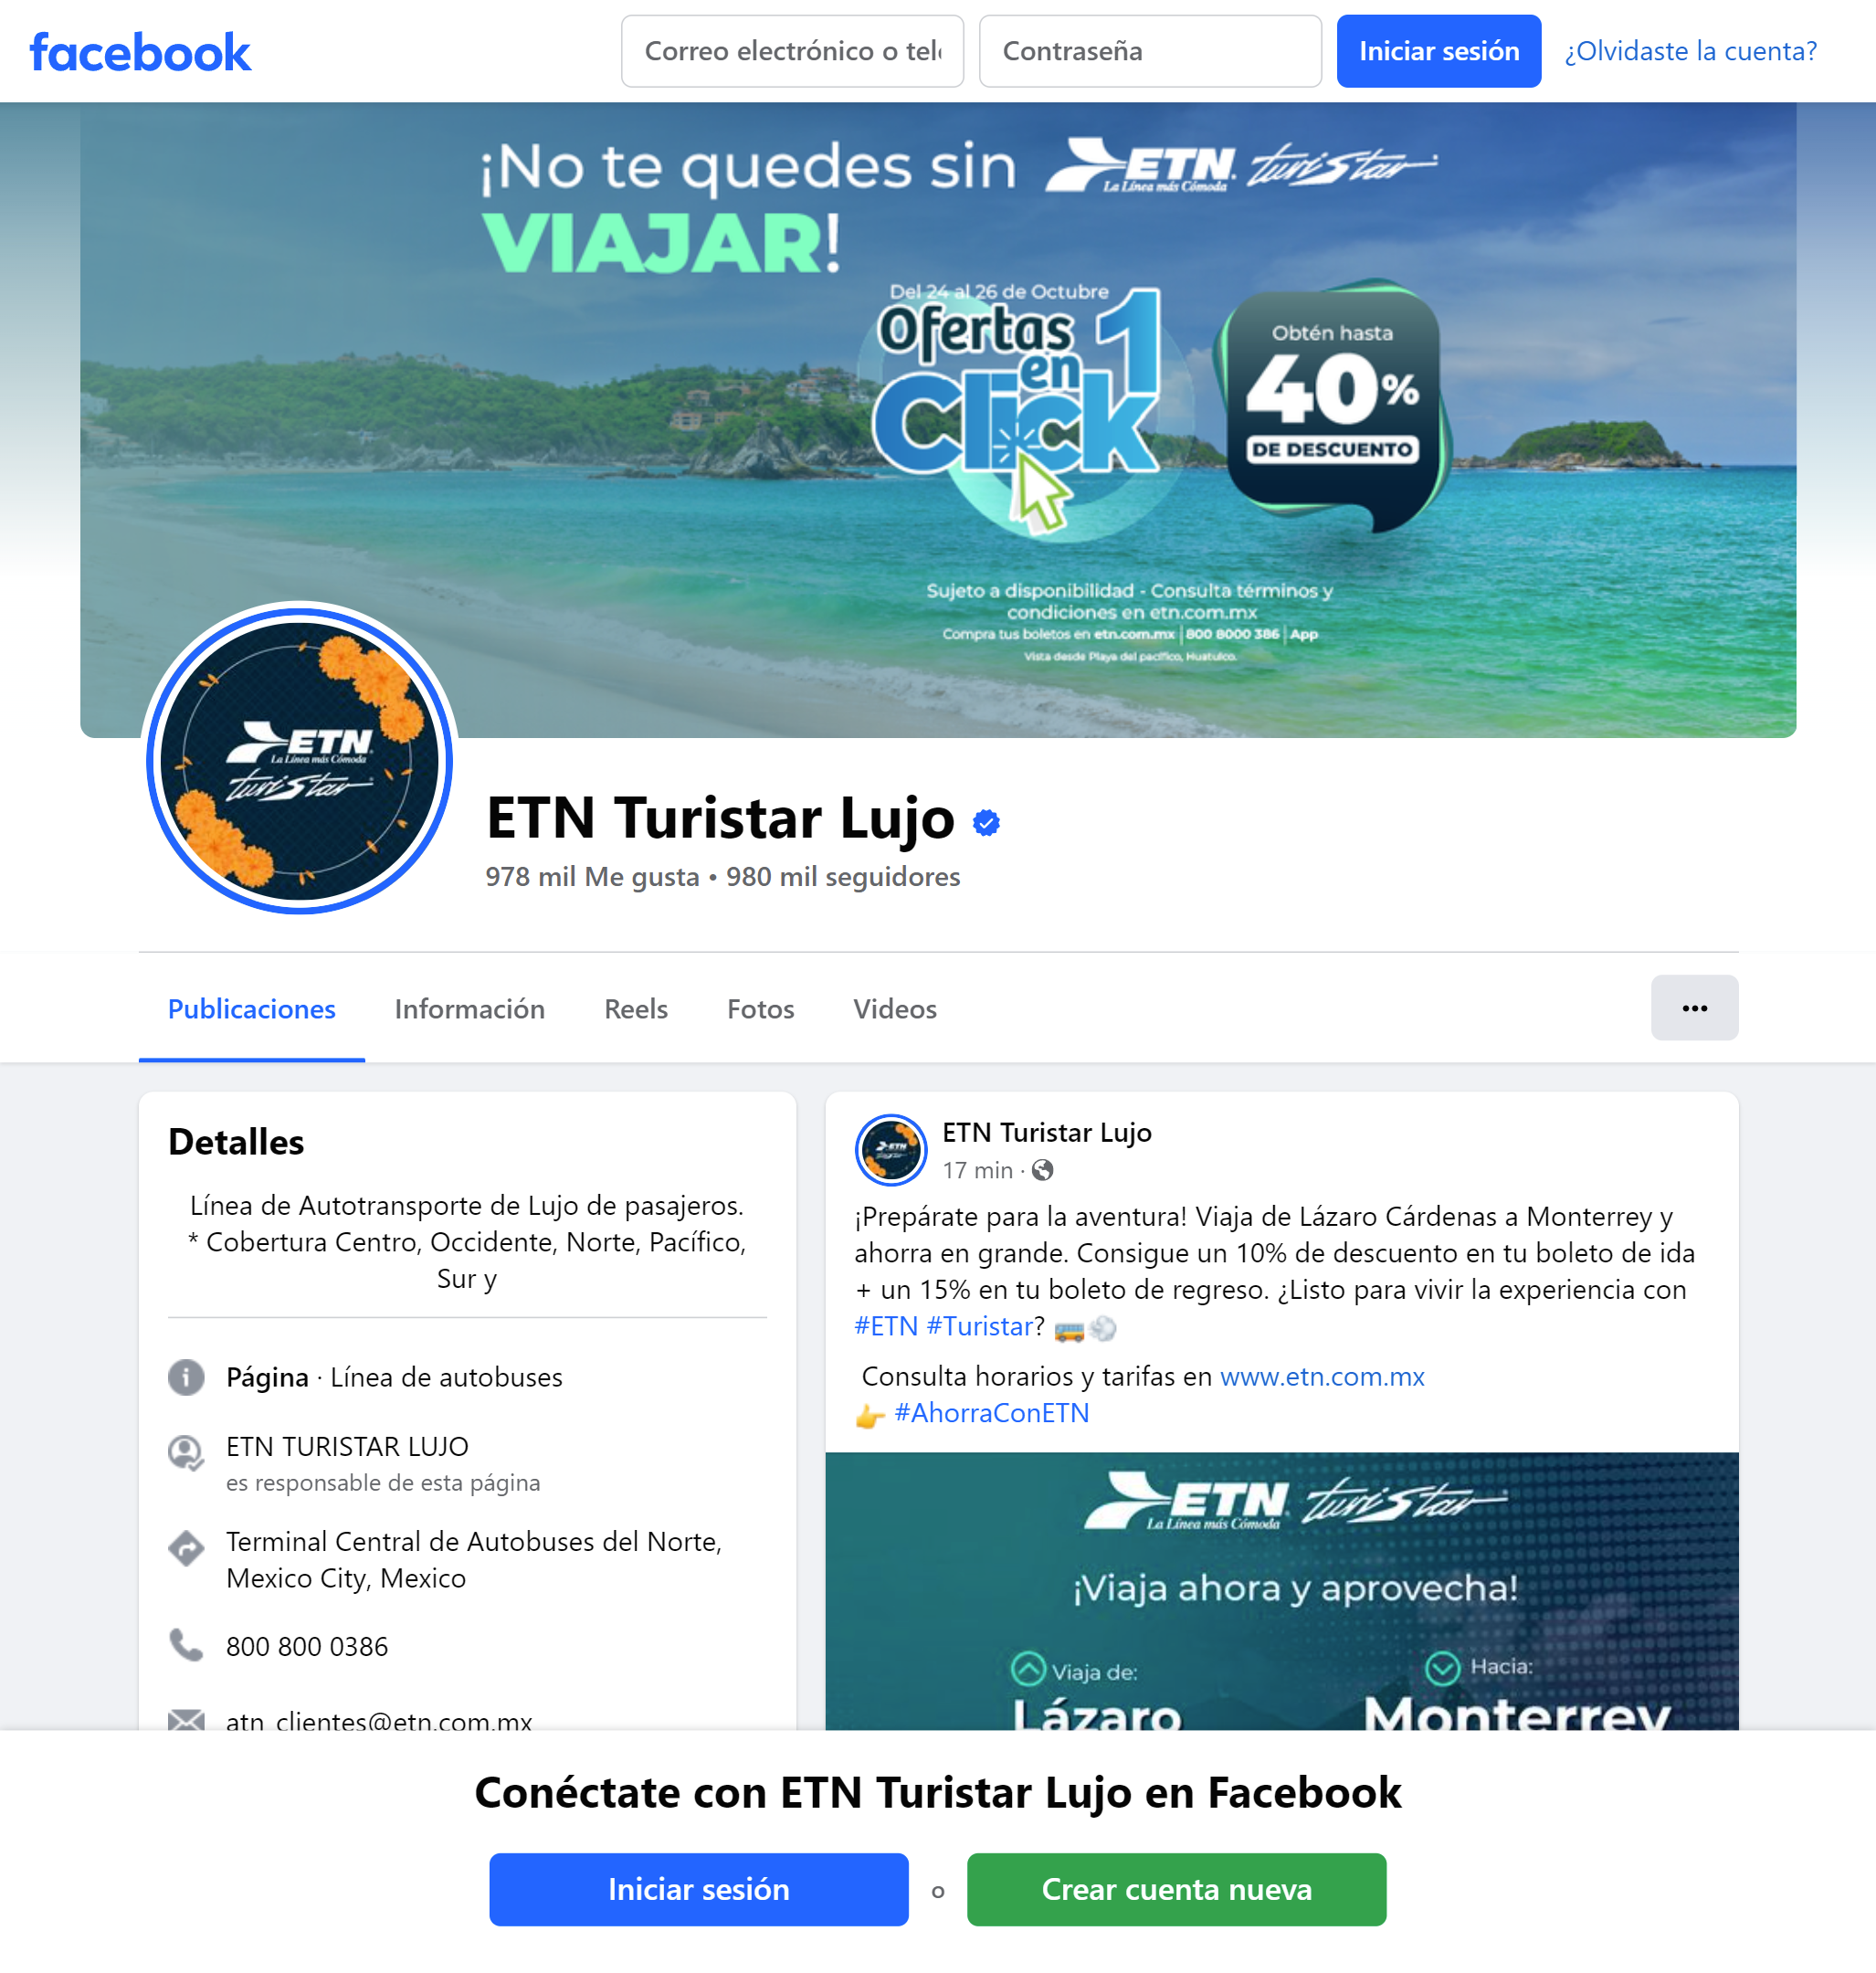 facebook
Correo electrónico o tel
Contraseña
Iniciar sesión
¿Olvidaste la cuenta?
¡No te quedes sin
VIAJAR!
ETN
La Línea más Cómoda
turistar
Del 24 al 26 de Octubre
Ofertas
en 1
Click
Obtén hasta
40%
DE DESCUENTO
Sujeto a disponibilidad - Consulta términos y
condiciones en etn.com.mx
Compra tus boletos en etn.com.mx | 800 8000 386 | App
Vista desde Playa del pacífico, Huatulco.
ETN
La Línea más Cómoda
turistar
ETN Turistar Lujo
978 mil Me gusta • 980 mil seguidores
Publicaciones
Información
Reels
Fotos
Videos
Detalles
Línea de Autotransporte de Lujo de pasajeros.
* Cobertura Centro, Occidente, Norte, Pacífico,
Sur y
Página · Línea de autobuses
ETN TURISTAR LUJO
es responsable de esta página
Terminal Central de Autobuses del Norte,
Mexico City, Mexico
800 800 0386
atn_clientes@etn.com.mx
ETN Turistar Lujo
17 min ·
¡Prepárate para la aventura! Viaja de Lázaro Cárdenas a Monterrey y
ahorra en grande. Consigue un 10% de descuento en tu boleto de ida
+ un 15% en tu boleto de regreso. ¿Listo para vivir la experiencia con
#ETN #Turistar? 🚌💨
Consulta horarios y tarifas en www.etn.com.mx
👉 #AhorraConETN
ETN
La Línea más Cómoda
turistar
¡Viaja ahora y aprovecha!
Viaja de:
Lázaro
Hacia:
Monterrey
Conéctate con ETN Turistar Lujo en Facebook
Iniciar sesión
o
Crear cuenta nueva